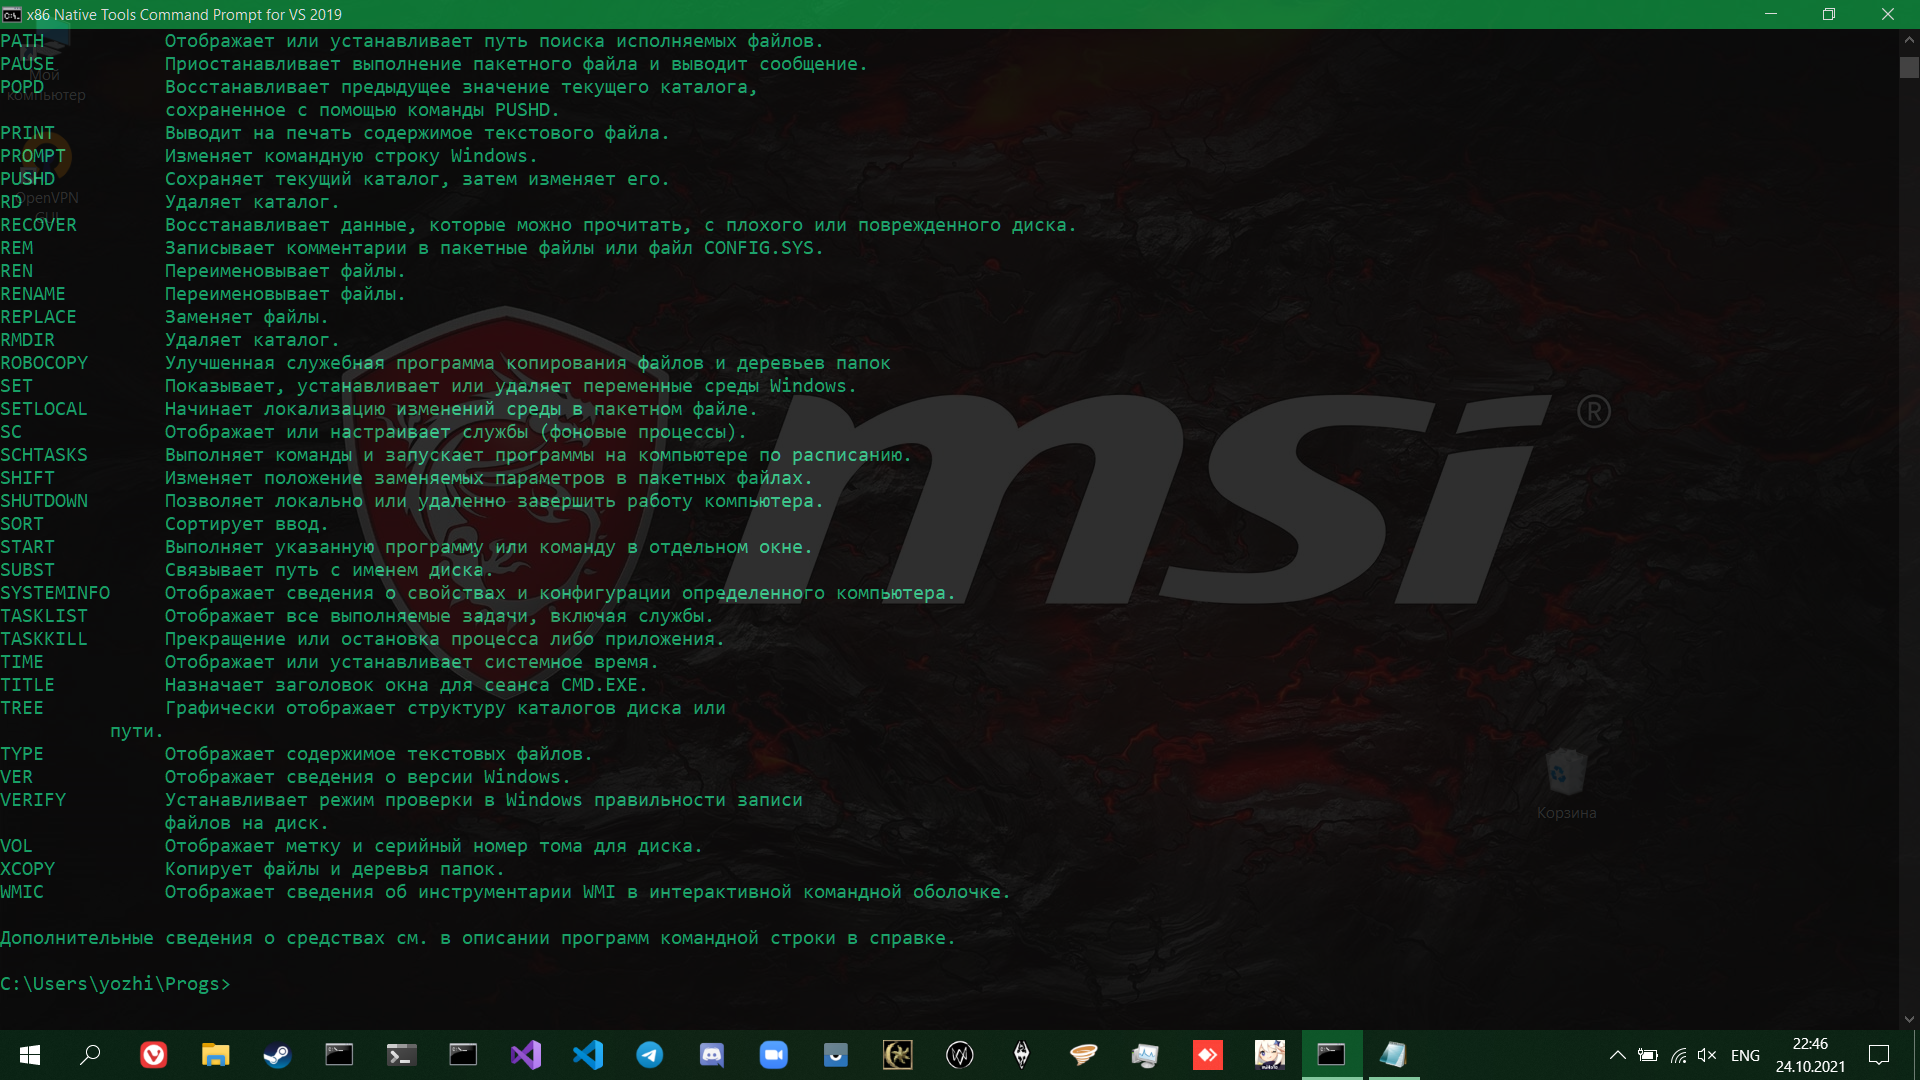 x86 Native Tools Command Prompt for VS 2019
PATH Отображает или устанавливает путь поиска исполняемых файлов.
PAUSE Приостанавливает выполнение пакетного файла и выводит сообщение.
POPD Восстанавливает предыдущее значение текущего каталога,
сохраненное с помощью команды PUSHD.
PRINT Выводит на печать содержимое текстового файла.
PROMPT Изменяет командную строку Windows.
PUSHD Сохраняет текущий каталог, затем изменяет его.
RD Удаляет каталог.
RECOVER Восстанавливает данные, которые можно прочитать, с плохого или поврежденного диска.
REM Записывает комментарии в пакетные файлы или файл CONFIG.SYS.
REN Переименовывает файлы.
RENAME Переименовывает файлы.
REPLACE Заменяет файлы.
RMDIR Удаляет каталог.
ROBOCOPY Улучшенная служебная программа копирования файлов и деревьев папок
SET Показывает, устанавливает или удаляет переменные среды Windows.
SETLOCAL Начинает локализацию изменений среды в пакетном файле.
SC Отображает или настраивает службы (фоновые процессы).
SCHTASKS Выполняет команды и запускает программы на компьютере по расписанию.
SHIFT Изменяет положение заменяемых параметров в пакетных файлах.
SHUTDOWN Позволяет локально или удаленно завершить работу компьютера.
SORT Сортирует ввод.
START Выполняет указанную программу или команду в отдельном окне.
SUBST Связывает путь с именем диска.
SYSTEMINFO Отображает сведения о свойствах и конфигурации определенного компьютера.
TASKLIST Отображает все выполняемые задачи, включая службы.
TASKKILL Прекращение или остановка процесса либо приложения.
TIME Отображает или устанавливает системное время.
TITLE Назначает заголовок окна для сеанса CMD.EXE.
TREE Графически отображает структуру каталогов диска или
пути.
TYPE Отображает содержимое текстовых файлов.
VER Отображает сведения о версии Windows.
VERIFY Устанавливает режим проверки в Windows правильности записи
файлов на диск.
VOL Отображает метку и серийный номер тома для диска.
XCOPY Копирует файлы и деревья папок.
WMIC Отображает сведения об инструментарии WMI в интерактивной командной оболочке.
Дополнительные сведения о средствах см. в описании программ командной строки в справке.
C:\Users\yozhi\Progs>
Мой
компьютер
OpenVPN
GUI
msi ®
Корзина
ENG
22:46
24.10.2021